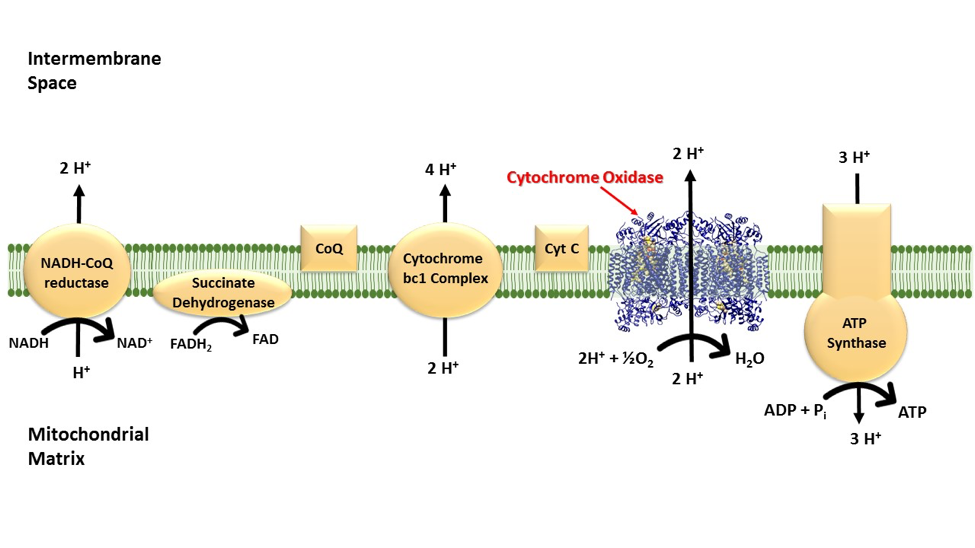 Intermembrane
Space
2 H⁺
4 H⁺
Cytochrome Oxidase
2 H⁺
3 H⁺
NADH-CoQ
reductase
Succinate
Dehydrogenase
CoQ
Cytochrome
bc1 Complex
Cyt C
ATP
Synthase
NADH
NAD⁺
H⁺
FADH₂
FAD
2 H⁺
2H⁺ + ½O₂
H₂O
2 H⁺
ADP + Pᵢ
ATP
3 H⁺
Mitochondrial
Matrix